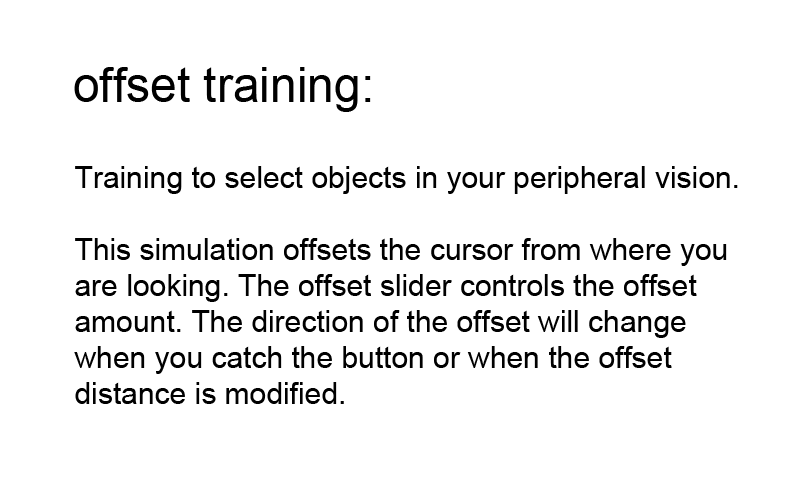 offset training:
Training to select objects in your peripheral vision.
This simulation offsets the cursor from where you
are looking. The offset slider controls the offset
amount. The direction of the offset will change
when you catch the button or when the offset
distance is modified.